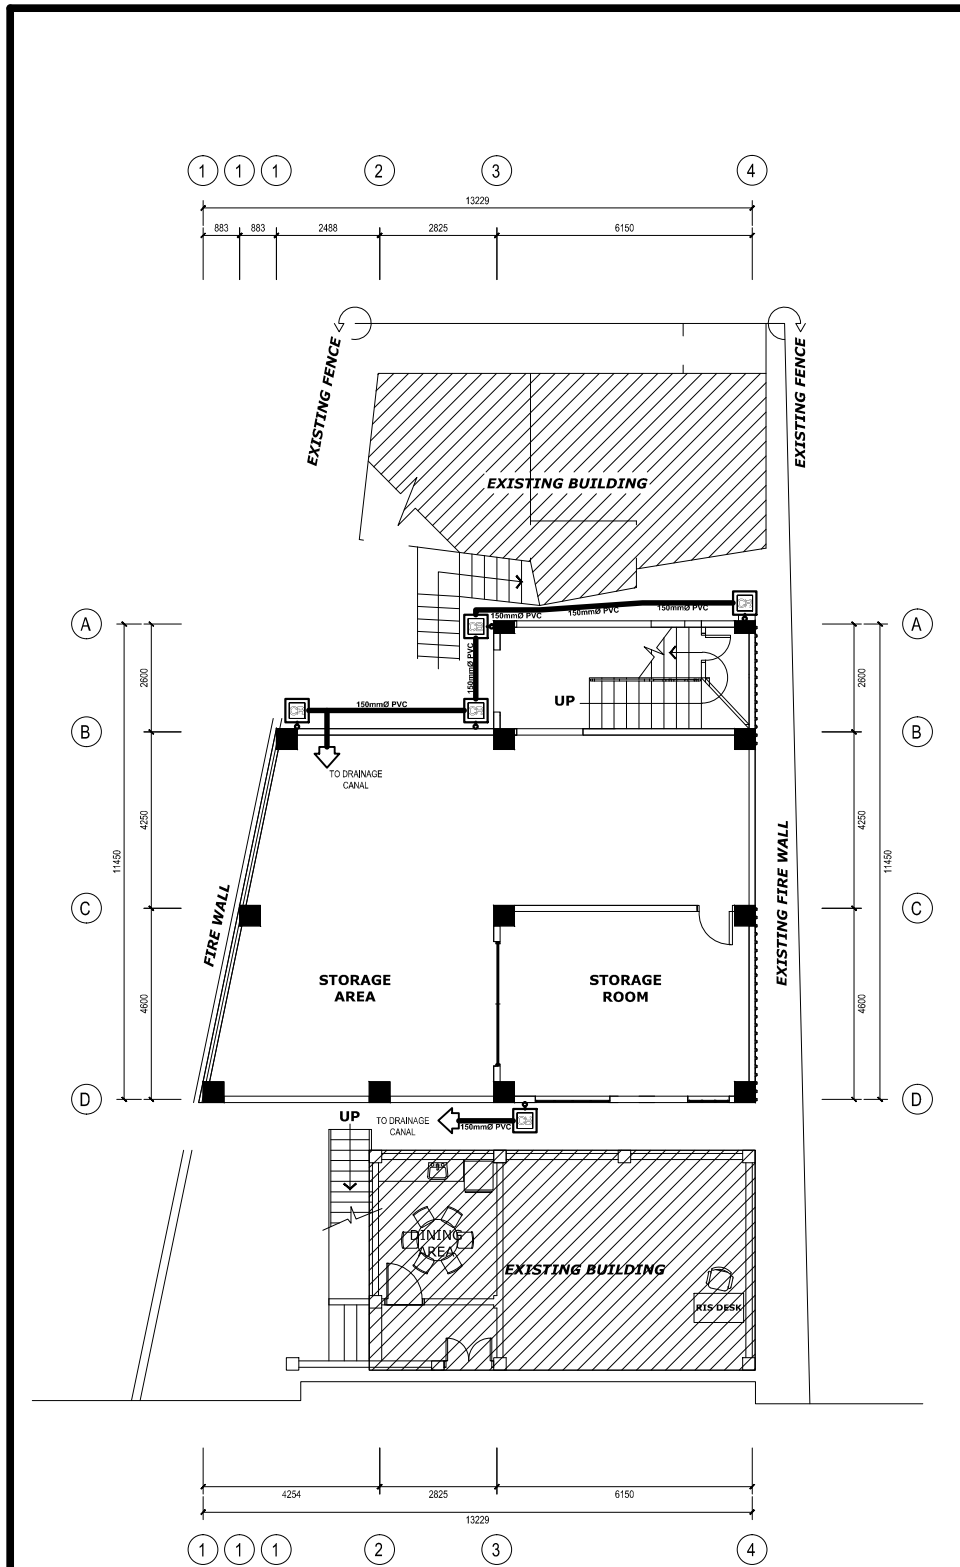 1 1 1 2 3 4
13229
883 883 2488 2825 6150
EXISTING FENCE
EXISTING FENCE
EXISTING BUILDING
150mmØ PVC
150mmØ PVC
150mmØ PVC
A
A
150mmØ PVC
2600
2600
UP
150mmØ PVC
B
B
TO DRAINAGE
CANAL
4250
4250
11450
11450
FIRE WALL
EXISTING FIRE WALL
C
C
STORAGE
AREA
STORAGE
ROOM
4600
4600
D
D
UP
TO DRAINAGE
CANAL
150mmØ PVC
DINING
AREA
EXISTING BUILDING
RIS DESK
4254 2825 6150
13229
1 1 1 2 3 4